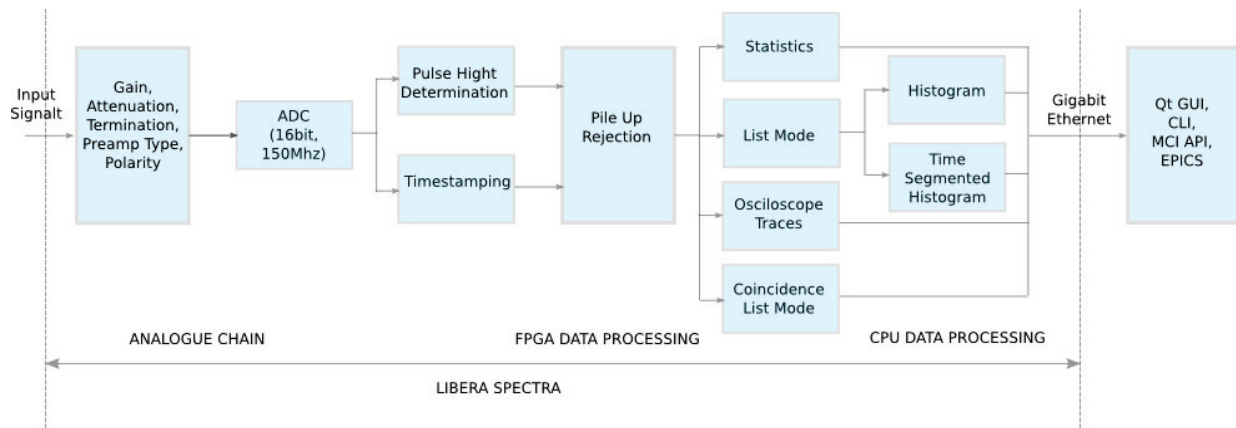 Input
Signalt
Gain,
Attenuation,
Termination,
Preamp Type,
Polarity
ADC
(16bit,
150Mhz)
Pulse Hight
Determination
Timestamping
Pile Up
Rejection
Statistics
List Mode
Osciloscope
Traces
Coincidence
List Mode
Histogram
Time
Segmented
Histogram
Gigabit
Ethernet
Qt GUI,
CLI,
MCI API,
EPICS
ANALOGUE CHAIN
FPGA DATA PROCESSING
CPU DATA PROCESSING
LIBERA SPECTRA